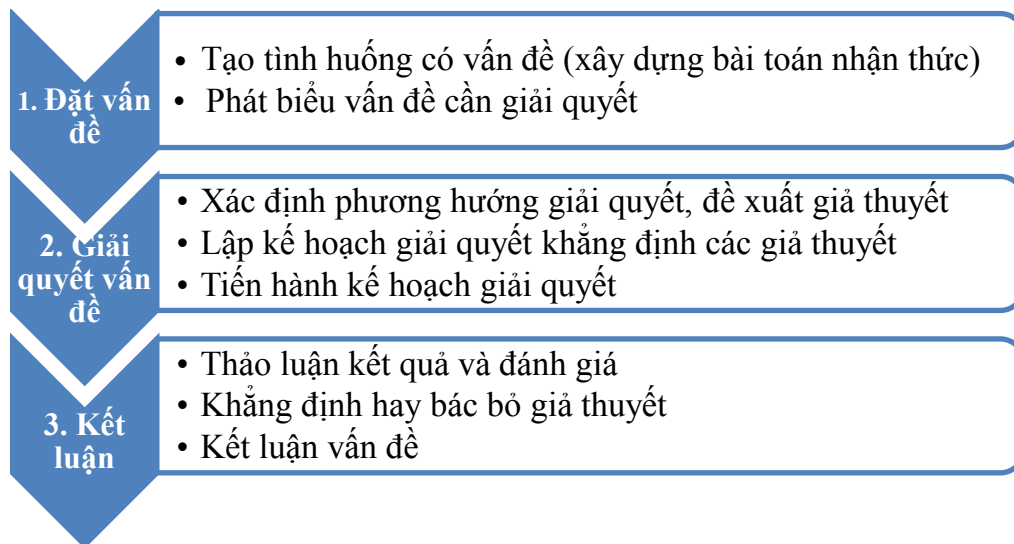 1. Đặt vấn
đề
• Tạo tình huống có vấn đề (xây dựng bài toán nhận thức)
• Phát biểu vấn đề cần giải quyết
2. Giải
quyết vấn
đề
• Xác định phương hướng giải quyết, đề xuất giả thuyết
• Lập kế hoạch giải quyết khẳng định các giả thuyết
• Tiến hành kế hoạch giải quyết
3. Kết
luận
• Thảo luận kết quả và đánh giá
• Khẳng định hay bác bỏ giả thuyết
• Kết luận vấn đề